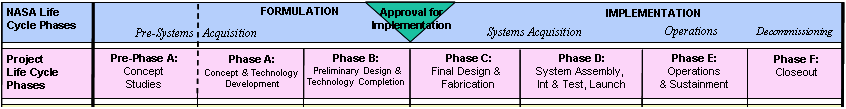 NASA Life
Cycle Phases
FORMULATION
Approval for
Implementation
IMPLEMENTATION
Pre-Systems Acquisition
Systems Acquisition
Operations
Decommissioning
Project
Life Cycle
Phases
Pre-Phase A:
Concept
Studies
Phase A:
Concept & Technology
Development
Phase B:
Preliminary Design &
Technology Completion
Phase C:
Final Design &
Fabrication
Phase D:
System Assembly,
Int & Test, Launch
Phase E:
Operations
& Sustainment
Phase F:
Closeout